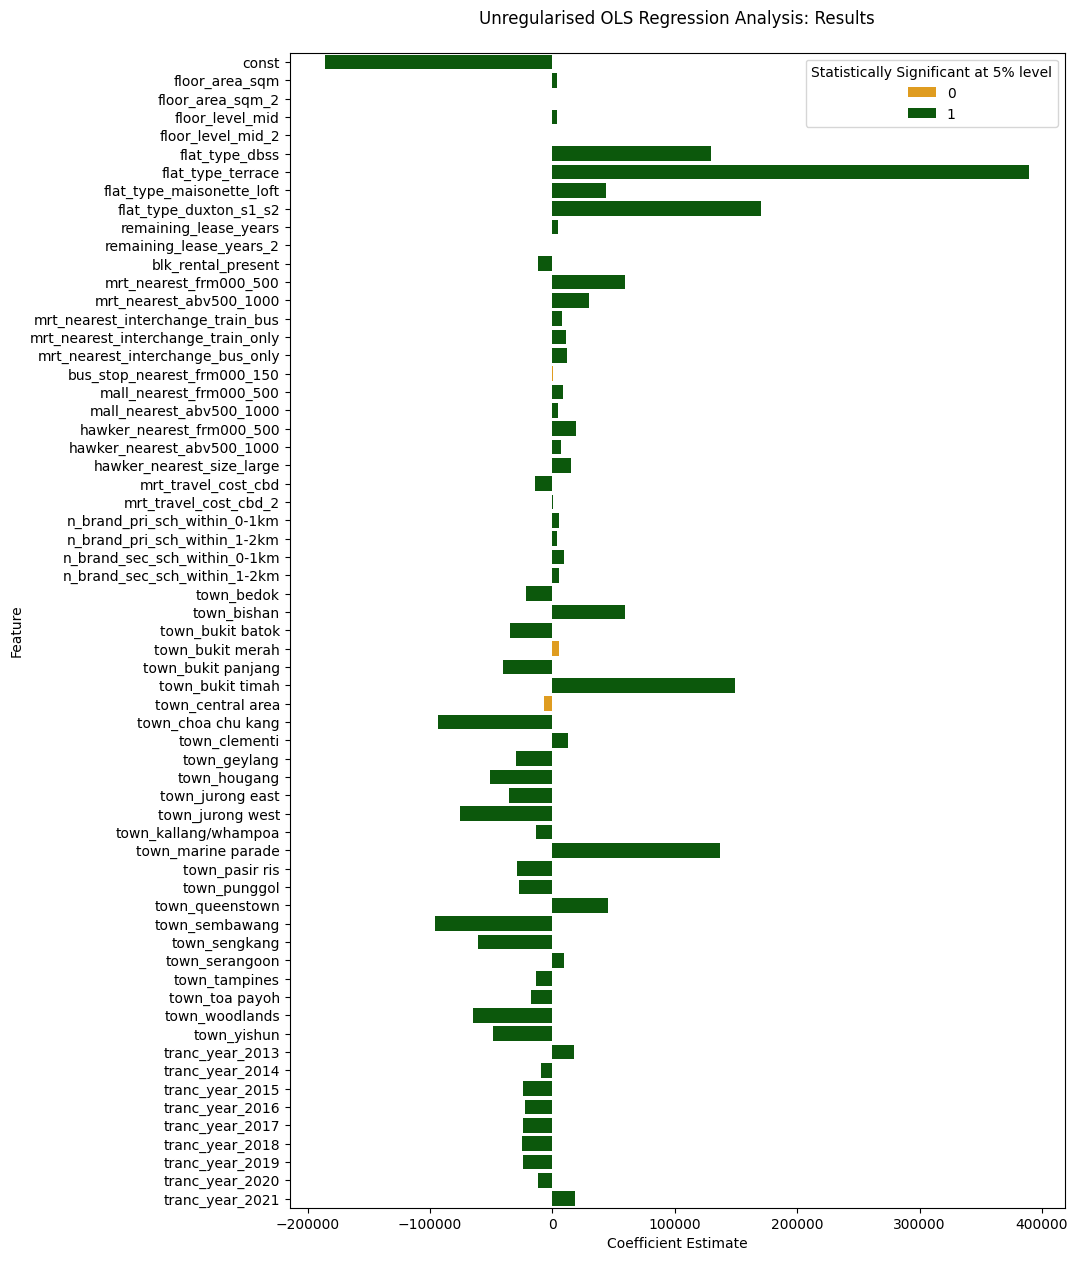 Unregularised OLS Regression Analysis: Results
Statistically Significant at 5% level
0
1
Feature
const
floor_area_sqm
floor_area_sqm_2
floor_level_mid
floor_level_mid_2
flat_type_dbss
flat_type_terrace
flat_type_maisonette_loft
flat_type_duxton_s1_s2
remaining_lease_years
remaining_lease_years_2
blk_rental_present
mrt_nearest_frm000_500
mrt_nearest_abv500_1000
mrt_nearest_interchange_train_bus
mrt_nearest_interchange_train_only
mrt_nearest_interchange_bus_only
bus_stop_nearest_frm000_150
mall_nearest_frm000_500
mall_nearest_abv500_1000
hawker_nearest_frm000_500
hawker_nearest_abv500_1000
hawker_nearest_size_large
mrt_travel_cost_cbd
mrt_travel_cost_cbd_2
n_brand_pri_sch_within_0-1km
n_brand_pri_sch_within_1-2km
n_brand_sec_sch_within_0-1km
n_brand_sec_sch_within_1-2km
town_bedok
town_bishan
town_bukit batok
town_bukit merah
town_bukit panjang
town_bukit timah
town_central area
town_choa chu kang
town_clementi
town_geylang
town_hougang
town_jurong east
town_jurong west
town_kallang/whampoa
town_marine parade
town_pasir ris
town_punggol
town_queenstown
town_sembawang
town_sengkang
town_serangoon
town_tampines
town_toa payoh
town_woodlands
town_yishun
tranc_year_2013
tranc_year_2014
tranc_year_2015
tranc_year_2016
tranc_year_2017
tranc_year_2018
tranc_year_2019
tranc_year_2020
tranc_year_2021
−200000 −100000 0 100000 200000 300000 400000
Coefficient Estimate